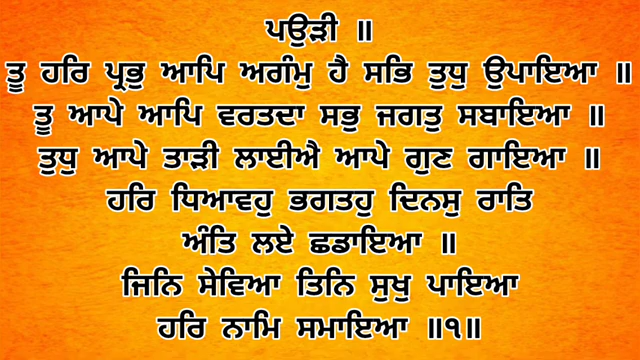 ਪਉੜੀ ॥
ਤੂ ਹਰਿ ਪ੍ਰਭੁ ਆਪਿ ਅਗੰਮੁ ਹੈ ਸਭਿ ਤੁਧੁ ਉਪਾਇਆ ॥
ਤੂ ਆਪੇ ਆਪਿ ਵਰਤਦਾ ਸਭੁ ਜਗਤੁ ਸਬਾਇਆ ॥
ਤੁਧੁ ਆਪੇ ਤਾੜੀ ਲਾਈਐ ਆਪੇ ਗੁਣ ਗਾਇਆ ॥
ਹਰਿ ਧਿਆਵਹੁ ਭਗਤਹੁ ਦਿਨਸੁ ਰਾਤਿ
ਅੰਤਿ ਲਏ ਛਡਾਇਆ ॥
ਜਿਨਿ ਸੇਵਿਆ ਤਿਨਿ ਸੁਖੁ ਪਾਇਆ
ਹਰਿ ਨਾਮਿ ਸਮਾਇਆ ॥੧॥